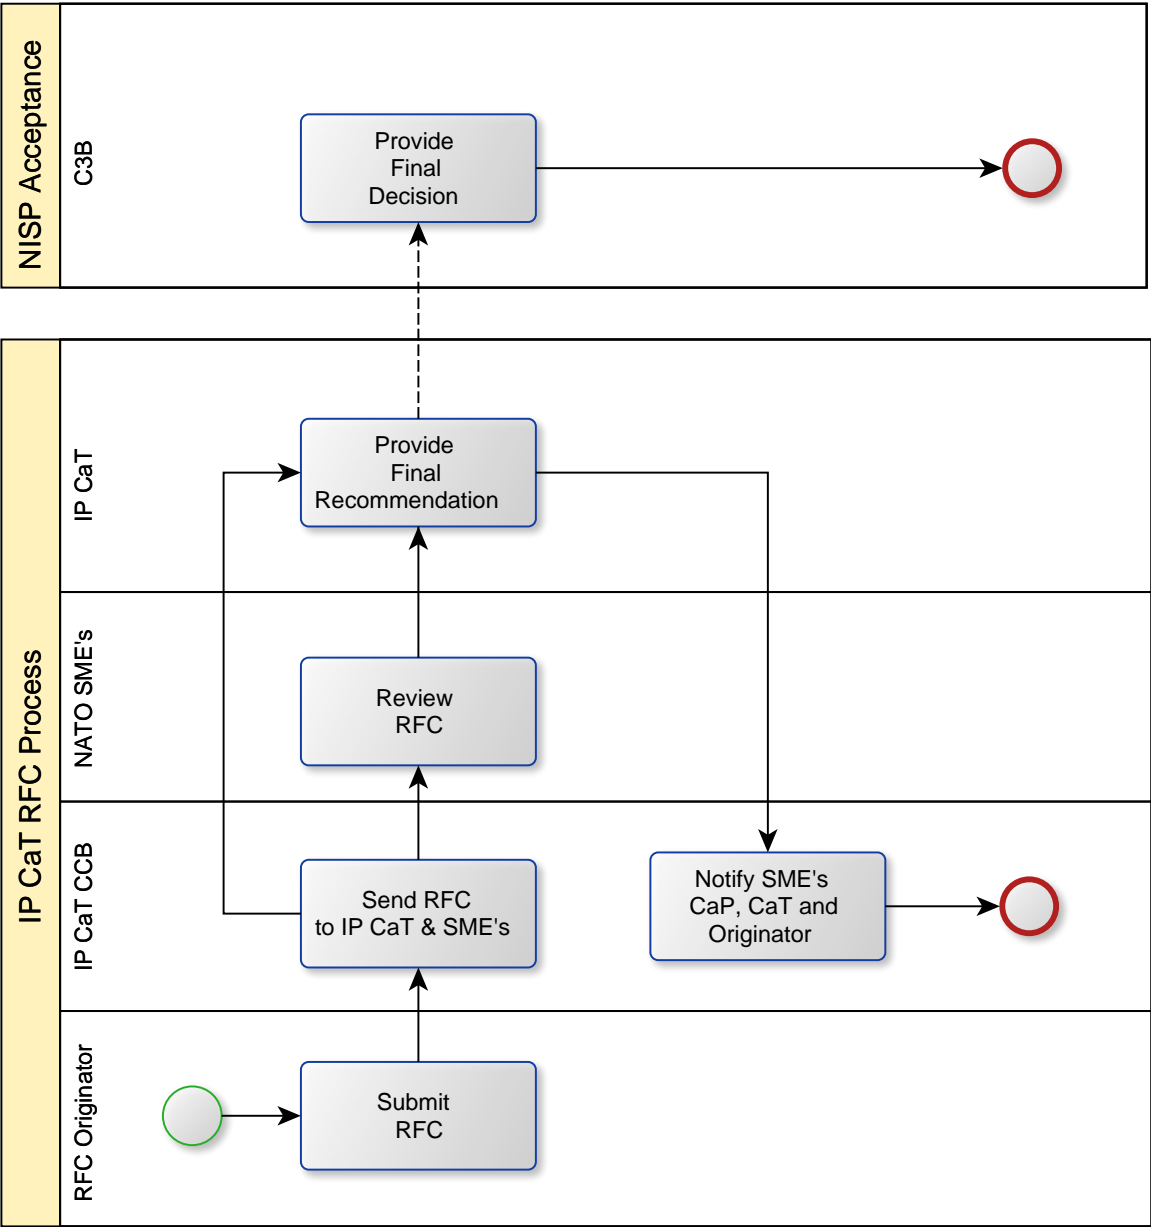 NISP Acceptance
C3B
Provide
Final
Decision
IP CaT RFC Process
IP CaT
Provide
Final
Recommendation
NATO SME's
Review
RFC
IP CaT CCB
Send RFC
to IP CaT & SME's
Notify SME's
CaP, CaT and
Originator
RFC Originator
Submit
RFC